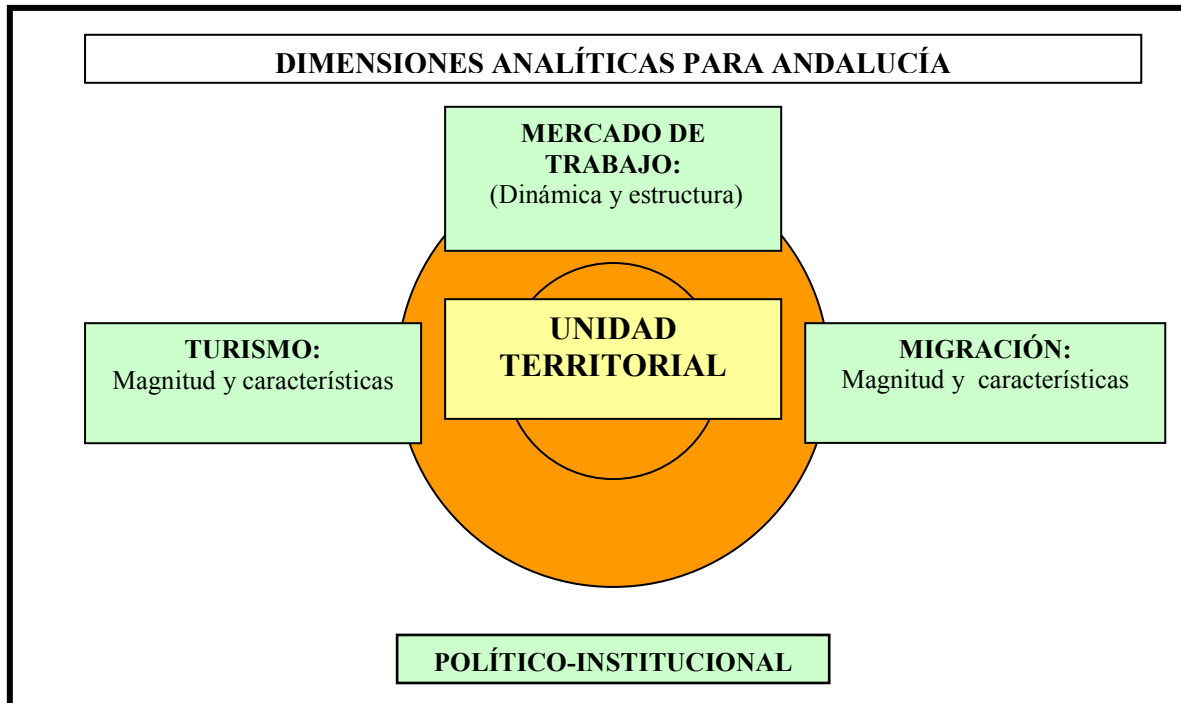 DIMENSIONES ANALÍTICAS PARA ANDALUCÍA
MERCADO DE
TRABAJO:
(Dinámica y estructura)
UNIDAD
TERRITORIAL
TURISMO:
Magnitud y características
MIGRACIÓN:
Magnitud y características
POLÍTICO-INSTITUCIONAL